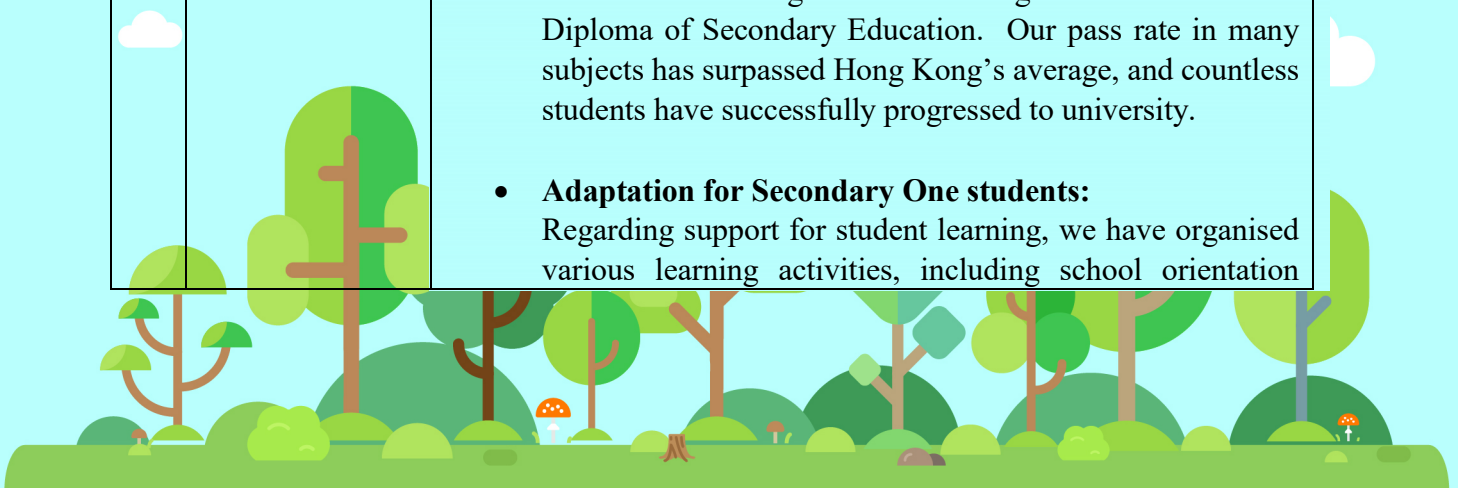 Diploma of Secondary Education. Our pass rate in many
subjects has surpassed Hong Kong’s average, and countless
students have successfully progressed to university.
• Adaptation for Secondary One students:
Regarding support for student learning, we have organised
various learning activities, including school orientation